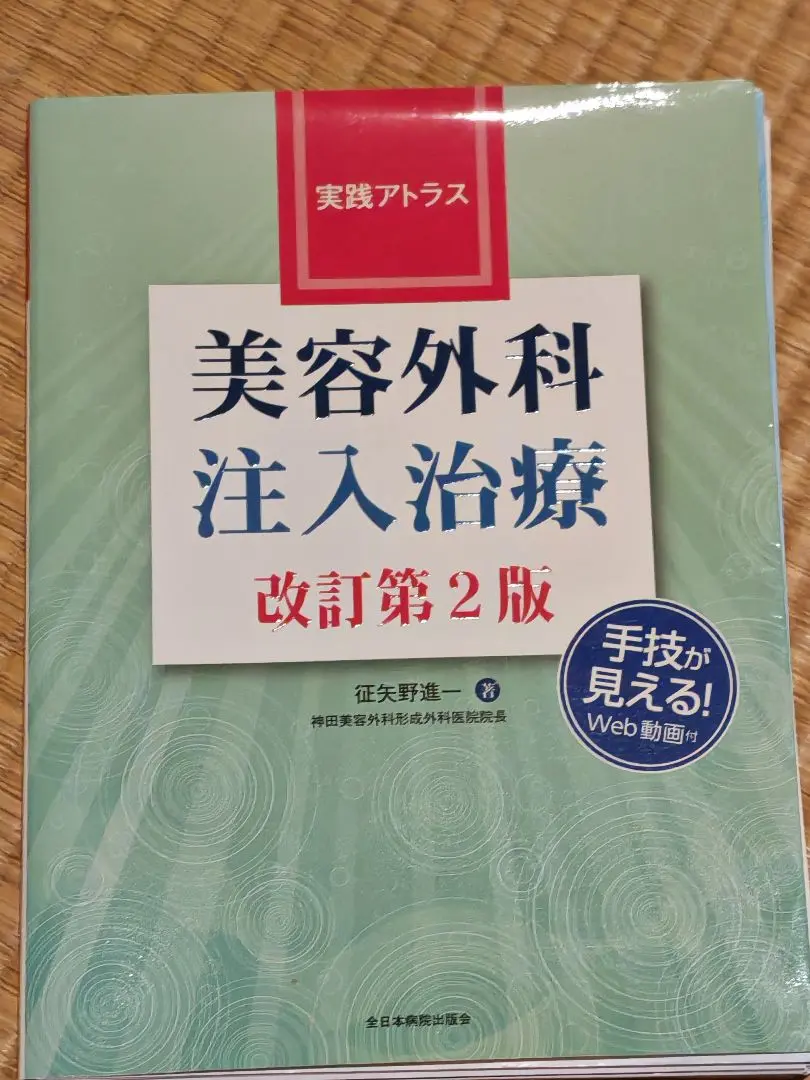 実践アトラス
美容外科
注入治療
改訂第2版
征矢野進一 著
神田美容外科形成外科医院院長
手技が
見える!
Web動画付
全日本病院出版会